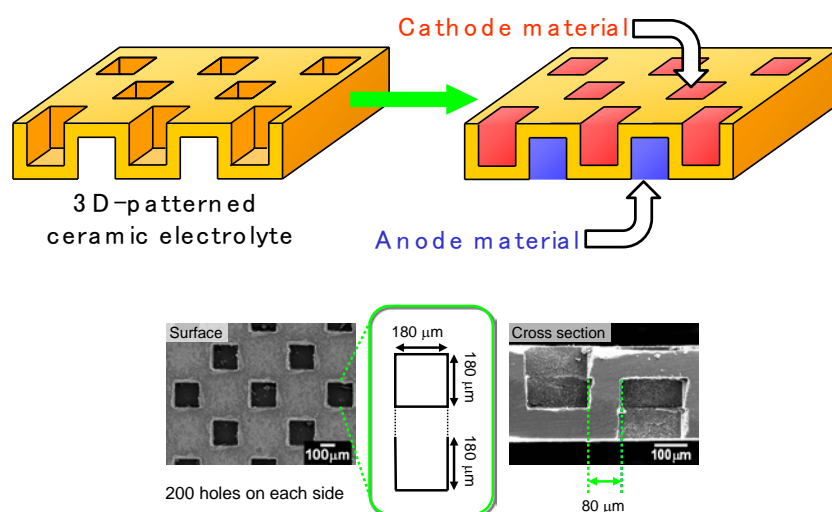 Cathode material
3D-patterned
ceramic electrolyte
Anode material
Surface
180 μm
180 μm
180 μm
100μm
Cross section
100μm
200 holes on each side
80 μm